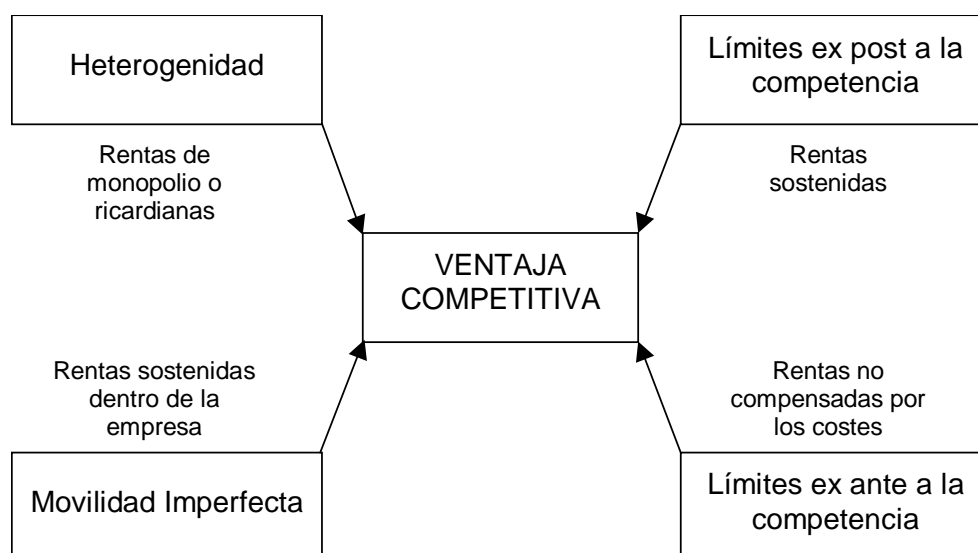 Heterogenidad
Límites ex post a la
competencia
Rentas de
monopolio o
ricardianas
Rentas
sostenidas
VENTAJA
COMPETITIVA
Rentas sostenidas
dentro de la
empresa
Rentas no
compensadas por
los costes
Movilidad Imperfecta
Límites ex ante a la
competencia